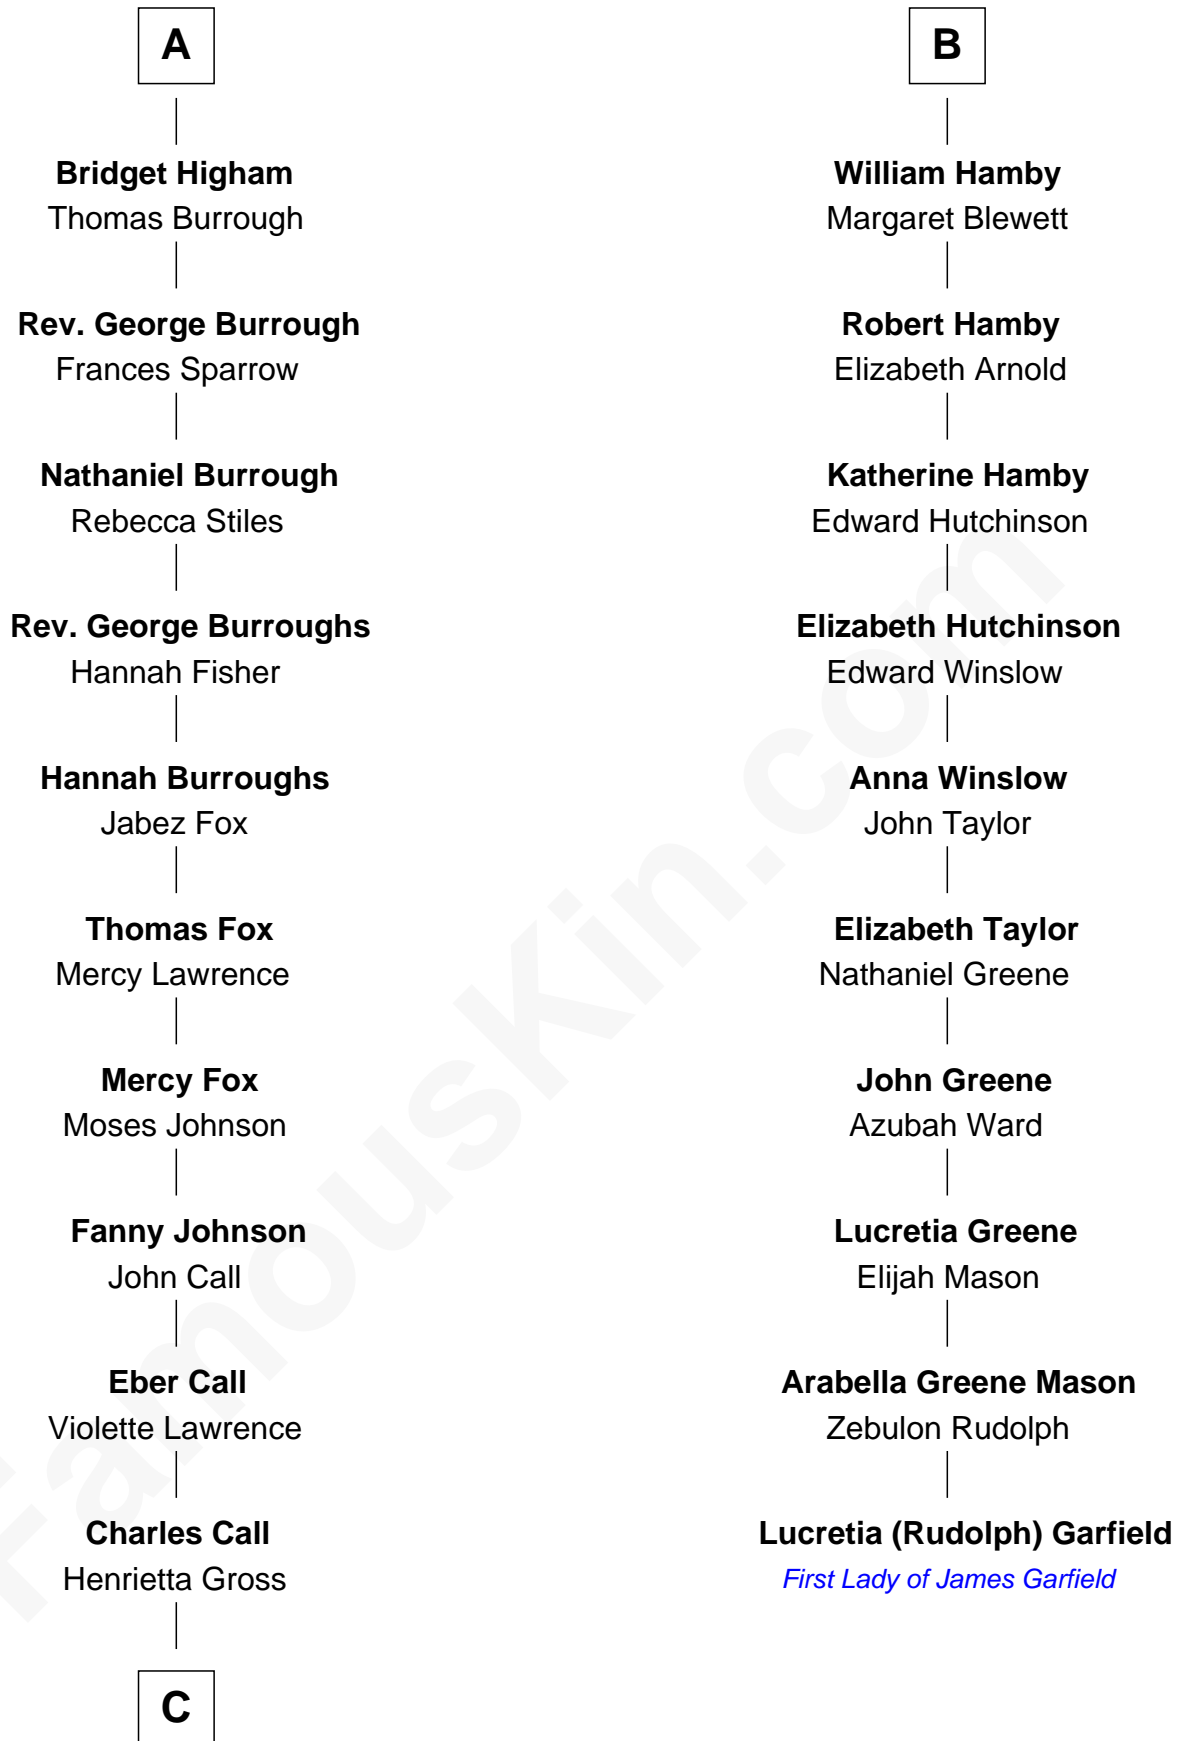 A
Bridget Higham
Thomas Burrough
Rev. George Burrough
Frances Sparrow
Nathaniel Burrough
Rebecca Stiles
Rev. George Burroughs
Hannah Fisher
Hannah Burroughs
Jabez Fox
Thomas Fox
Mercy Lawrence
Mercy Fox
Moses Johnson
Fanny Johnson
John Call
Eber Call
Violette Lawrence
Charles Call
Henrietta Gross
C
B
William Hamby
Margaret Blewett
Robert Hamby
Elizabeth Arnold
Katherine Hamby
Edward Hutchinson
Elizabeth Hutchinson
Edward Winslow
Anna Winslow
John Taylor
Elizabeth Taylor
Nathaniel Greene
John Greene
Azubah Ward
Lucretia Greene
Elijah Mason
Arabella Greene Mason
Zebulon Rudolph
Lucretia (Rudolph) Garfield
First Lady of James Garfield
FamousKin.com